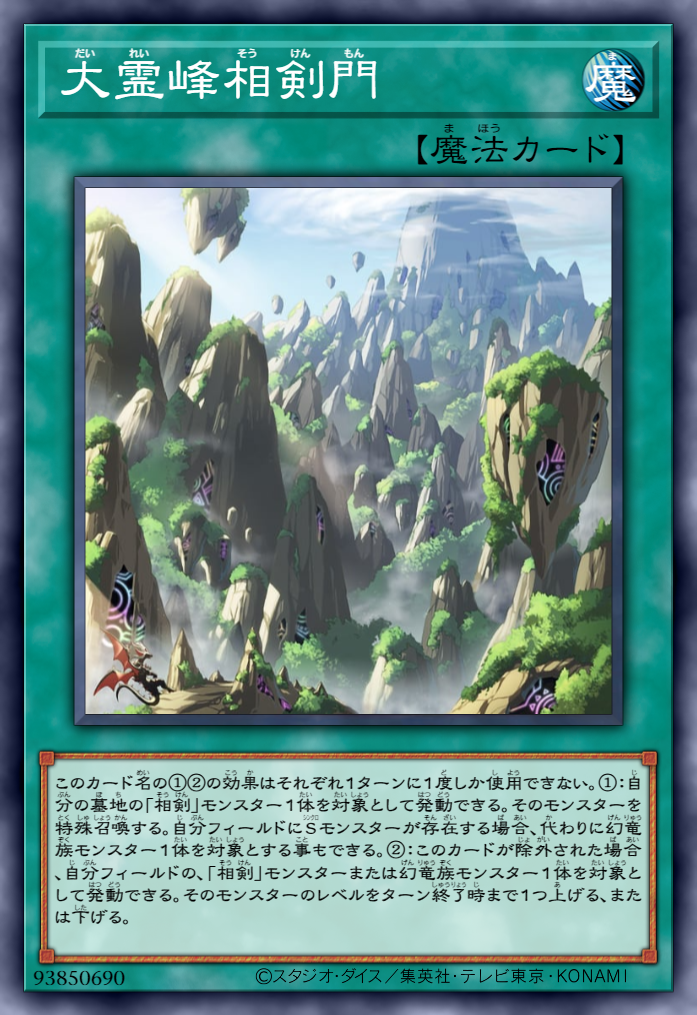 大霊峰相剣門
魔
【魔法カード】
このカード名の①②の効果はそれぞれ1ターンに1度しか使用できない。①:自
分の墓地の「相剣」モンスター1体を対象として発動できる。そのモンスターを
特殊召喚する。自分フィールドにSモンスターが存在する場合、代わりに幻竜
族モンスター1体を対象とする事もできる。②:このカードが除外された場合
、自分フィールドの、「相剣」モンスターまたは幻竜族モンスター1体を対象と
して発動できる。そのモンスターのレベルをターン終了時まで1つ上げる、また
は下げる。
93850690
©スタジオ・ダイス/集英社・テレビ東京・KONAMI